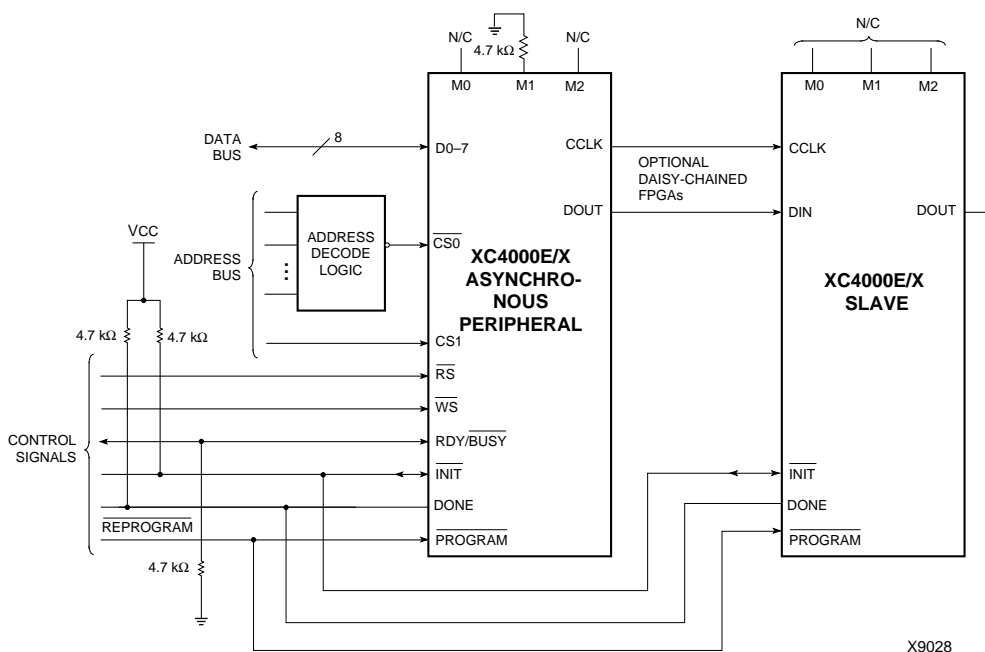 N/C
4.7 kΩ
N/C
N/C
M0
M1
M2
M0
M1
M2
DATA
BUS
8
D0–7
CCLK
CCLK
OPTIONAL
DAISY-CHAINED
FPGAs
DOUT
DIN
DOUT
VCC
ADDRESS
BUS
ADDRESS
DECODE
LOGIC
CS0
XC4000E/X
ASYNCHRO-
NOUS
PERIPHERAL
XC4000E/X
SLAVE
4.7 kΩ
4.7 kΩ
CS1
RS
WS
CONTROL
SIGNALS
RDY/BUSY
INIT
INIT
DONE
DONE
REPROGRAM
PROGRAM
PROGRAM
4.7 kΩ
X9028